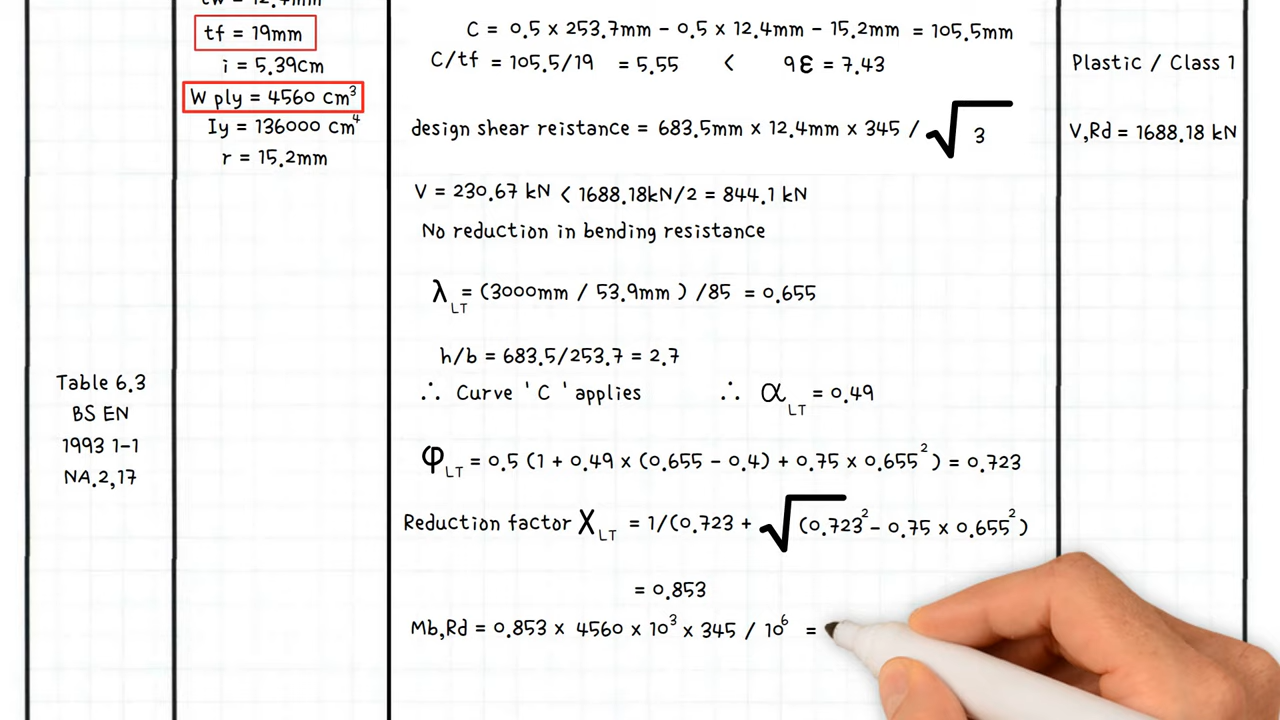 tw = 12.4mm
tf = 19mm
i = 5.39cm
W ply = 4560 cm³
Iy = 136000 cm⁴
r = 15.2mm
Table 6.3
BS EN
1993 1-1
NA.2,17
C = 0.5 x 253.7mm - 0.5 x 12.4mm - 15.2mm = 105.5mm
C/tf = 105.5/19 = 5.55 < 9ε = 7.43
design shear reistance = 683.5mm x 12.4mm x 345 / √3
V = 230.67 kN < 1688.18kN/2 = 844.1 kN
No reduction in bending resistance
λLT = (3000mm / 53.9mm ) /85 = 0.655
h/b = 683.5/253.7 = 2.7
∴ Curve 'C' applies ∴ αLT = 0.49
φLT = 0.5 (1 + 0.49 x (0.655 - 0.4) + 0.75 x 0.655²) = 0.723
Reduction factor XLT = 1/(0.723 + √(0.723² - 0.75 x 0.655²)
= 0.853
Mb,Rd = 0.853 x 4560 x 10³ x 345 / 10⁶ =
Plastic / Class 1
V,Rd = 1688.18 kN